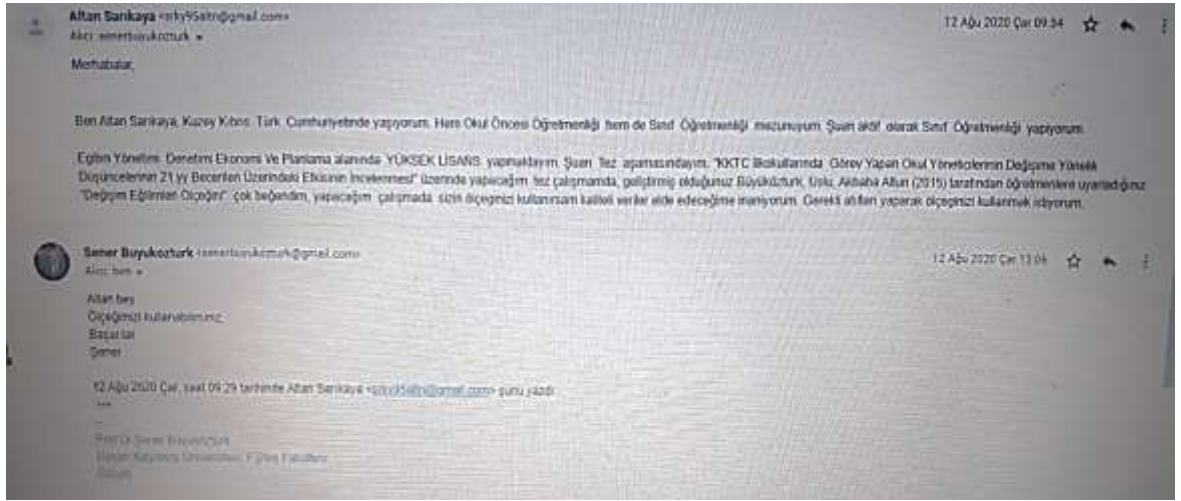 Altan Sarıkaya
12 Ağu 2020 Çar 09:34
Alıcı:
Merhabalar,
Ben Altan Sarıkaya, Kuzey Kıbrıs Türk Cumhuriyetinde yaşıyorum. Hem Okul Öncesi Öğretmenliği hem de Sınıf Öğretmenliği mezunuyum. Şuan aktif olarak Sınıf Öğretmenliği yapıyorum.
Eğitim Yönetimi Denetimi Ekonomi Ve Planlama alanında YÜKSEK LİSANS yapmaktayım. Şuan Tez aşamasındayım. "KKTC İlkokullarında Görev Yapan Okul Yöneticilerinin Değişime Yönelik
Düşüncelerinin 21.yy Becerileri Üzerindeki Etkisinin İncelenmesi" üzerinde yapacağım tez çalışmamda, geliştirmiş olduğunuz Büyüköztürk, Uslu, Akbaba Altun (2015) tarafından öğretmenlere uyarladığınız
"Değişim Eğilimleri Ölçeğini" çok beğendim, yapacağım çalışmada sizin ölçeğinizi kullanırsam kaliteli veriler elde edeceğime inanıyorum. Gerekli atıfları yaparak ölçeğinizi kullanmak istiyorum.
Sener Buyukozturk
12 Ağu 2020 Çar 13:06
Alıcı: ben
Altan bey
Ölçeğimizi kullanabilirsiniz
Başarılar
Şener
12 Ağu 2020 Çar, saat 09:29 tarihinde Altan Sarıkaya şunu yazdı: